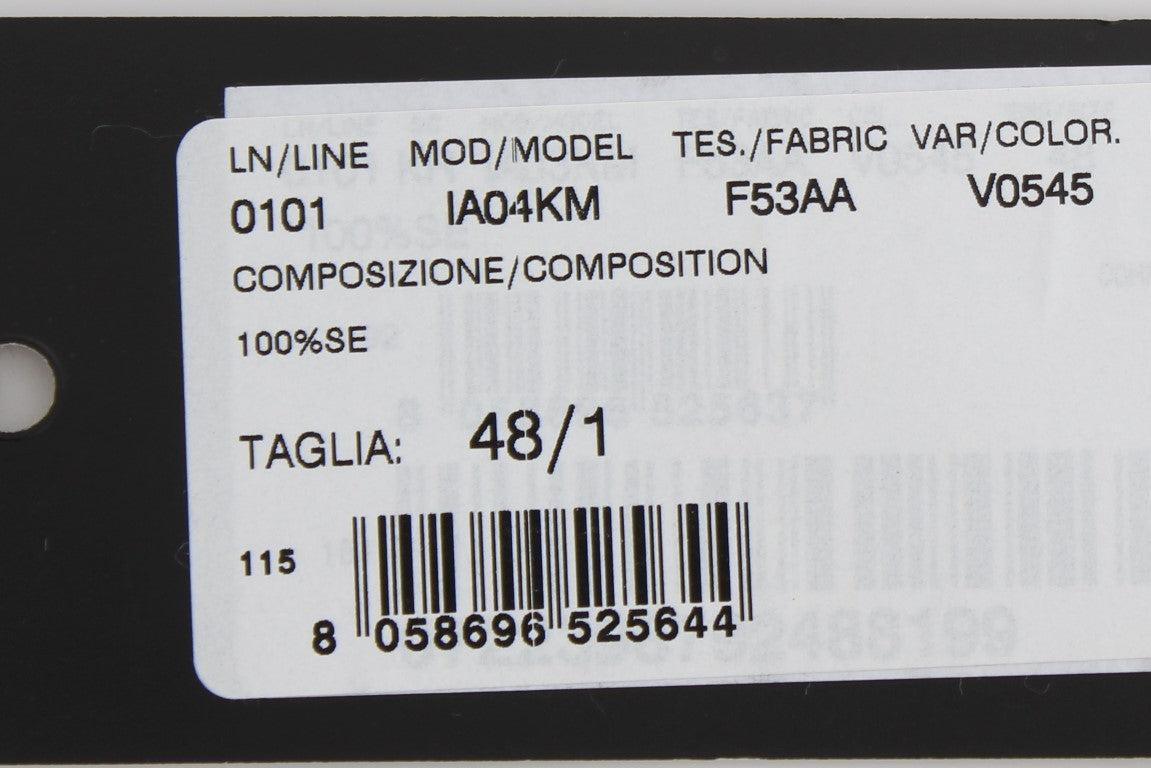 LN/LINE MOD/MODEL TES./FABRIC VAR/COLOR.
0101 IA04KM F53AA V0545
COMPOSIZIONE/COMPOSITION
100%SE
TAGLIA: 48/1
115
8 058696 525644